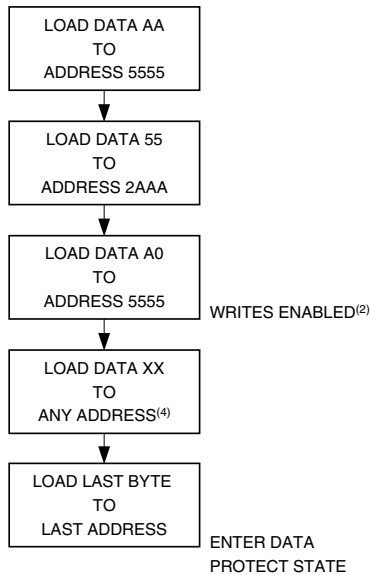 LOAD DATA AA
TO
ADDRESS 5555
LOAD DATA 55
TO
ADDRESS 2AAA
LOAD DATA A0
TO
ADDRESS 5555
WRITES ENABLED(2)
LOAD DATA XX
TO
ANY ADDRESS(4)
LOAD LAST BYTE
TO
LAST ADDRESS
ENTER DATA
PROTECT STATE